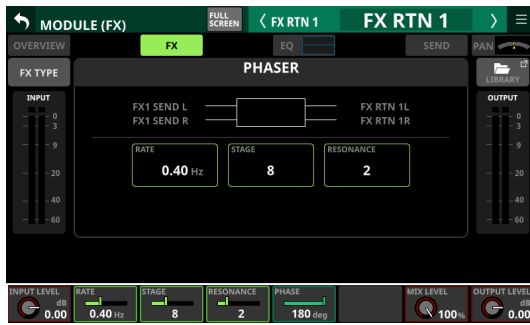 MODULE (FX)
FULL
SCREEN
FX RTN 1
FX RTN 1
OVERVIEW
FX
EQ
SEND
PAN
FX TYPE
PHASER
LIBRARY
INPUT
OUTPUT
0
3
9
20
40
60
0
3
9
20
40
60
FX1 SEND L
FX RTN 1L
FX1 SEND R
FX RTN 1R
RATE
0.40 Hz
STAGE
8
RESONANCE
2
INPUT LEVEL
dB
0.00
RATE
0.40 Hz
STAGE
8
RESONANCE
2
PHASE
180 deg
MIX LEVEL
100%
OUTPUT LEVEL
dB
0.00